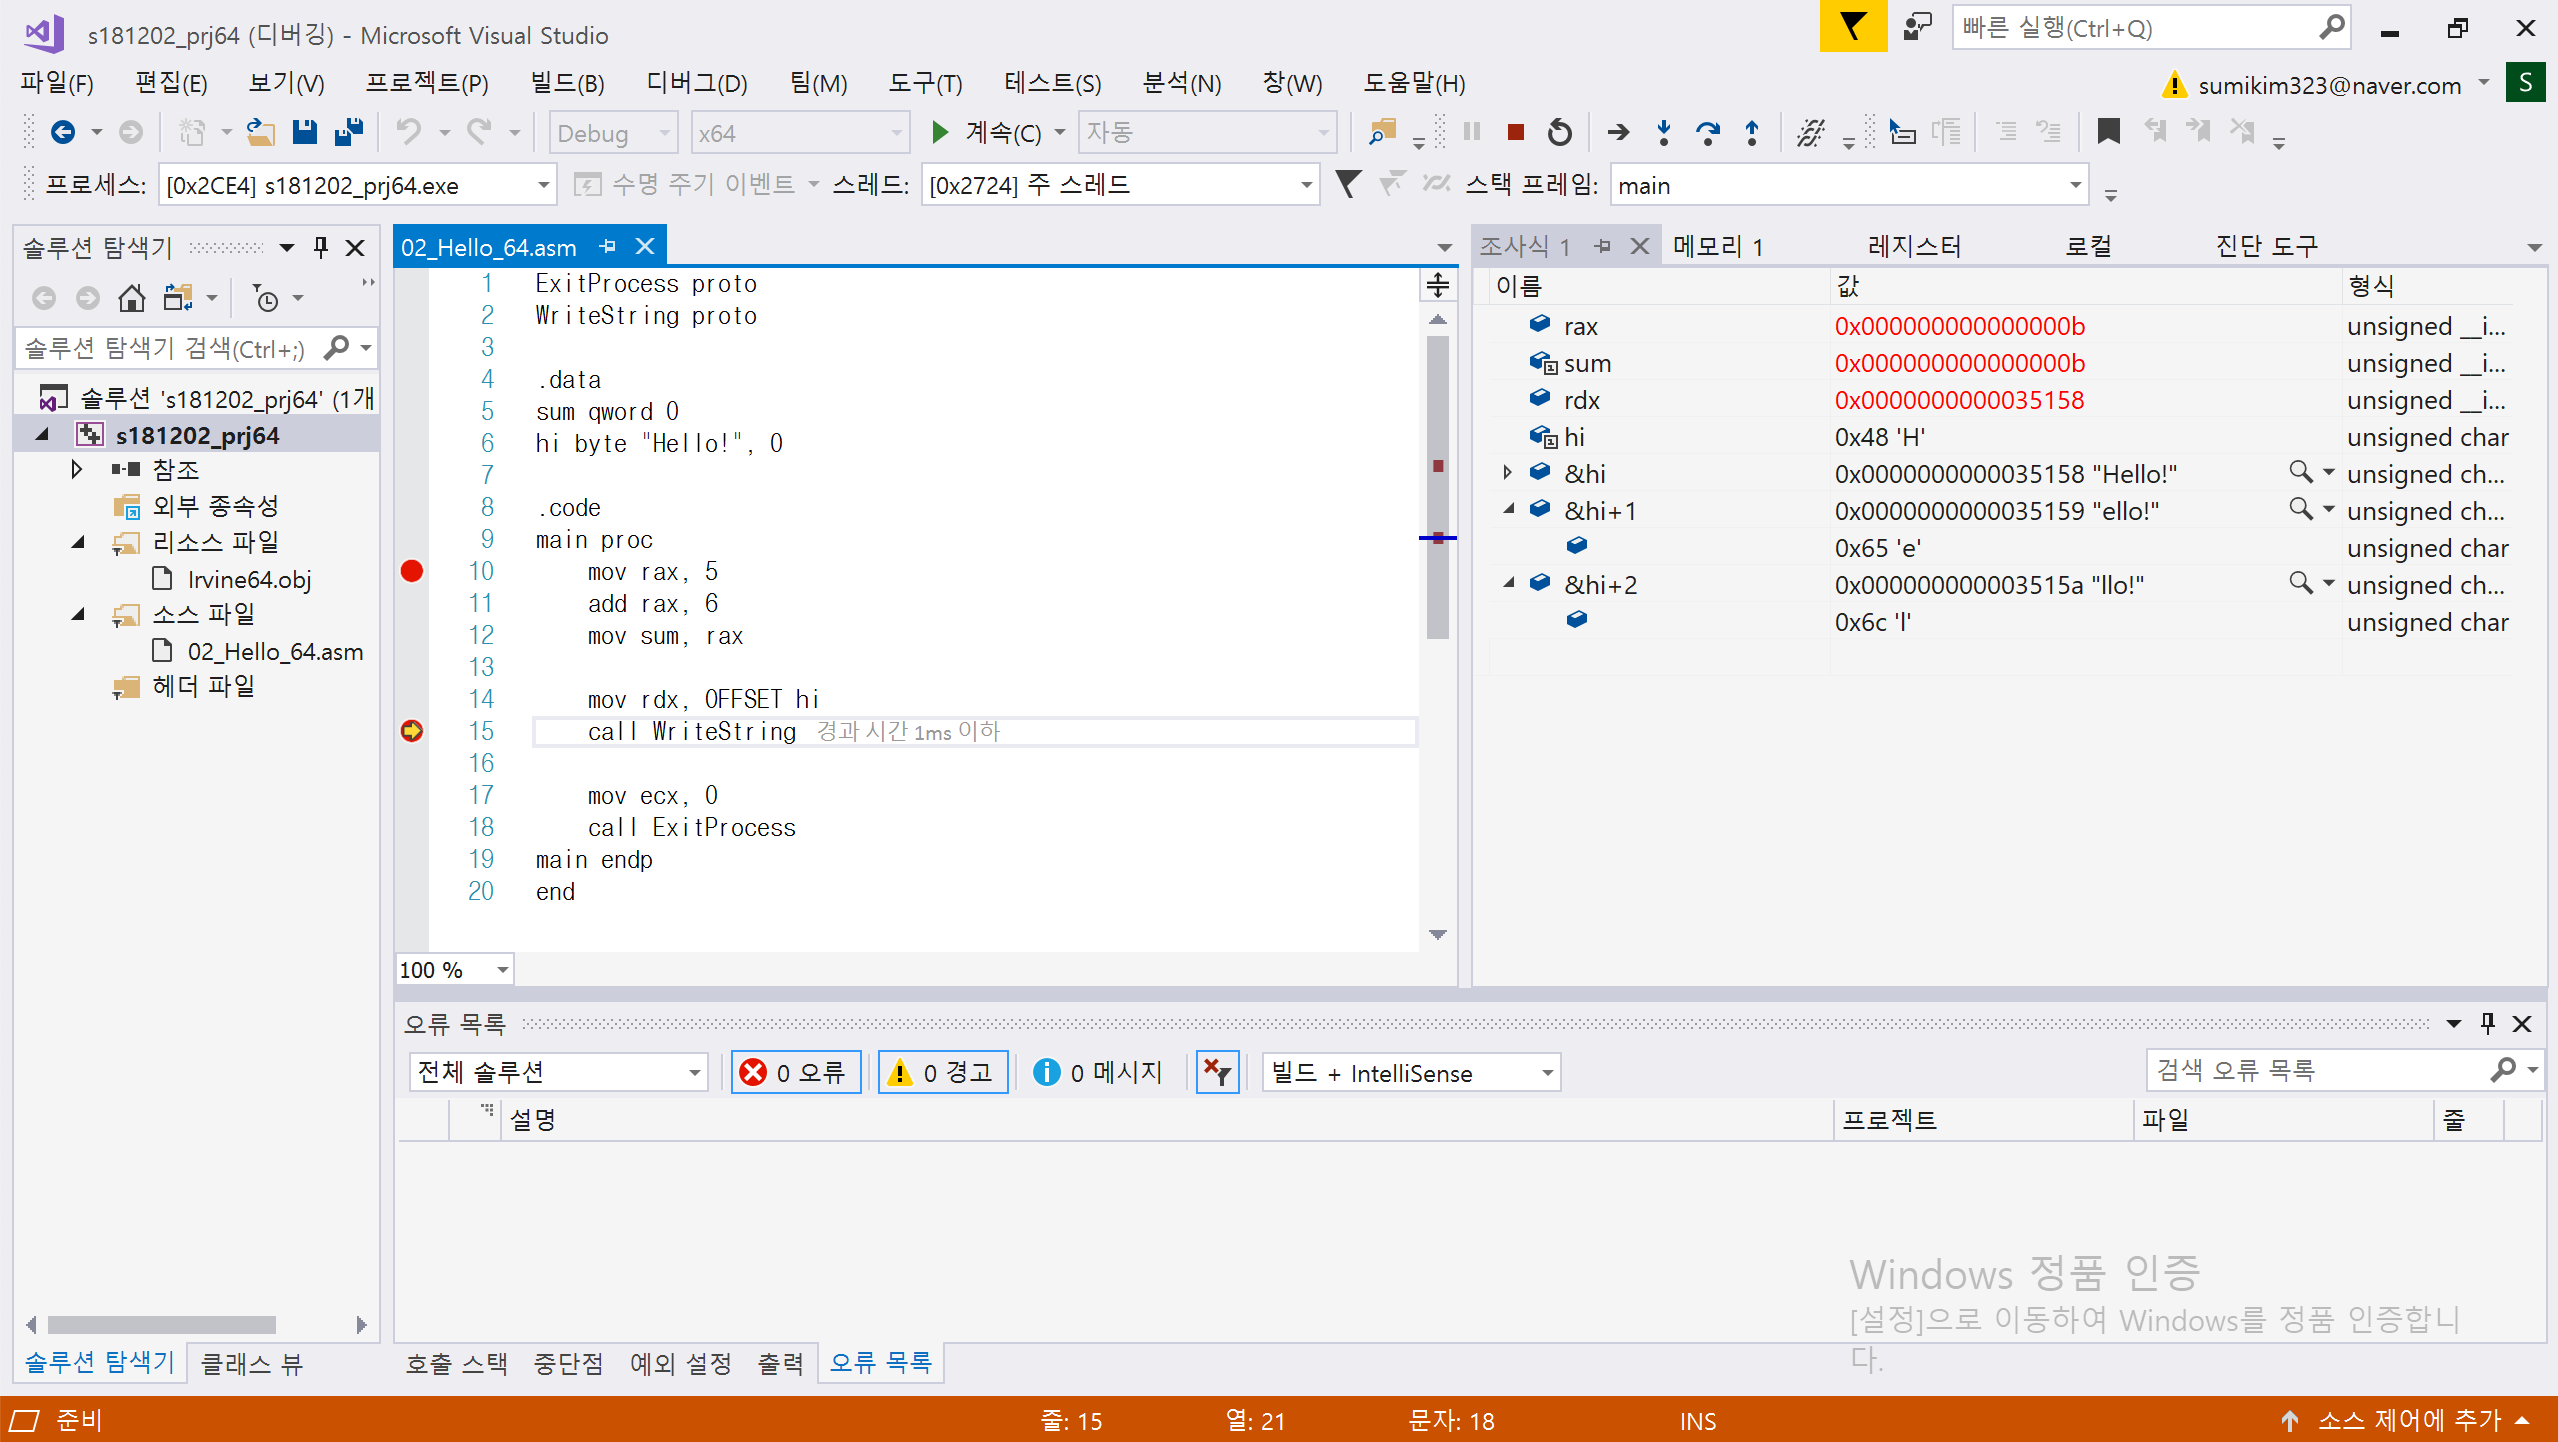 s181202_prj64 (디버깅) - Microsoft Visual Studio
빠른 실행(Ctrl+Q)
파일(F) 편집(E) 보기(V) 프로젝트(P) 빌드(B) 디버그(D) 팀(M) 도구(T) 테스트(S) 분석(N) 창(W) 도움말(H)
sumikim323@naver.com
S
Debug x64 계속(C) 자동
프로세스: [0x2CE4] s181202_prj64.exe 수명 주기 이벤트 스레드: [0x2724] 주 스레드 스택 프레임: main
솔루션 탐색기
솔루션 탐색기 검색(Ctrl+;)
솔루션 's181202_prj64' (1개
s181202_prj64
참조
외부 종속성
리소스 파일
Irvine64.obj
소스 파일
02_Hello_64.asm
헤더 파일
솔루션 탐색기 클래스 뷰
02_Hello_64.asm
1 ExitProcess proto
2 WriteString proto
3
4 .data
5 sum qword 0
6 hi byte "Hello!", 0
7
8 .code
9 main proc
10 mov rax, 5
11 add rax, 6
12 mov sum, rax
13
14 mov rdx, OFFSET hi
15 call WriteString 경과 시간 1ms 이하
16
17 mov ecx, 0
18 call ExitProcess
19 main endp
20 end
100 %
조사식 1 메모리 1 레지스터 로컬 진단 도구
이름 값 형식
rax 0x000000000000000b unsigned __i...
sum 0x000000000000000b unsigned __i...
rdx 0x0000000000035158 unsigned __i...
hi 0x48 'H' unsigned char
&hi 0x0000000000035158 "Hello!" unsigned ch...
&hi+1 0x0000000000035159 "ello!" unsigned ch...
0x65 'e' unsigned char
&hi+2 0x000000000003515a "llo!" unsigned ch...
0x6c 'l' unsigned char
오류 목록
전체 솔루션 0 오류 0 경고 0 메시지 빌드 + IntelliSense 검색 오류 목록
설명 프로젝트 파일 줄
Windows 정품 인증
[설정]으로 이동하여 Windows를 정품 인증합니
다.
호출 스택 중단점 예외 설정 출력 오류 목록
준비 줄: 15 열: 21 문자: 18 INS 소스 제어에 추가